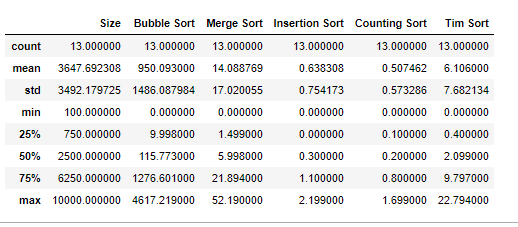 Size Bubble Sort Merge Sort Insertion Sort Counting Sort Tim Sort
count 13.000000 13.000000 13.000000 13.000000 13.000000 13.000000
mean 3647.692308 950.093000 14.088769 0.638308 0.507462 6.106000
std 3492.179725 1486.087984 17.020055 0.754173 0.573286 7.682134
min 100.000000 0.000000 0.000000 0.000000 0.000000 0.000000
25% 750.000000 9.998000 1.499000 0.000000 0.100000 0.400000
50% 2500.000000 115.773000 5.998000 0.300000 0.200000 2.099000
75% 6250.000000 1276.601000 21.894000 1.100000 0.800000 9.797000
max 10000.000000 4617.219000 52.190000 2.199000 1.699000 22.794000